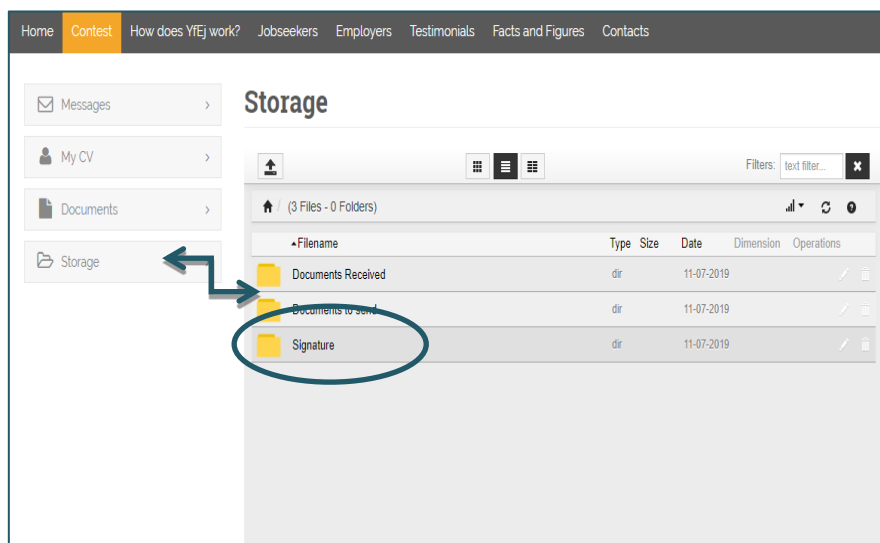 Home Contest How does YfEj work? Jobseekers Employers Testimonials Facts and Figures Contacts
Storage
Messages
My CV
Documents
Storage
Filters: text filter...
(3 Files - 0 Folders)
Filename Type Size Date Dimension Operations
Documents Received dir 11-07-2019
Documents to send dir 11-07-2019
Signature dir 11-07-2019